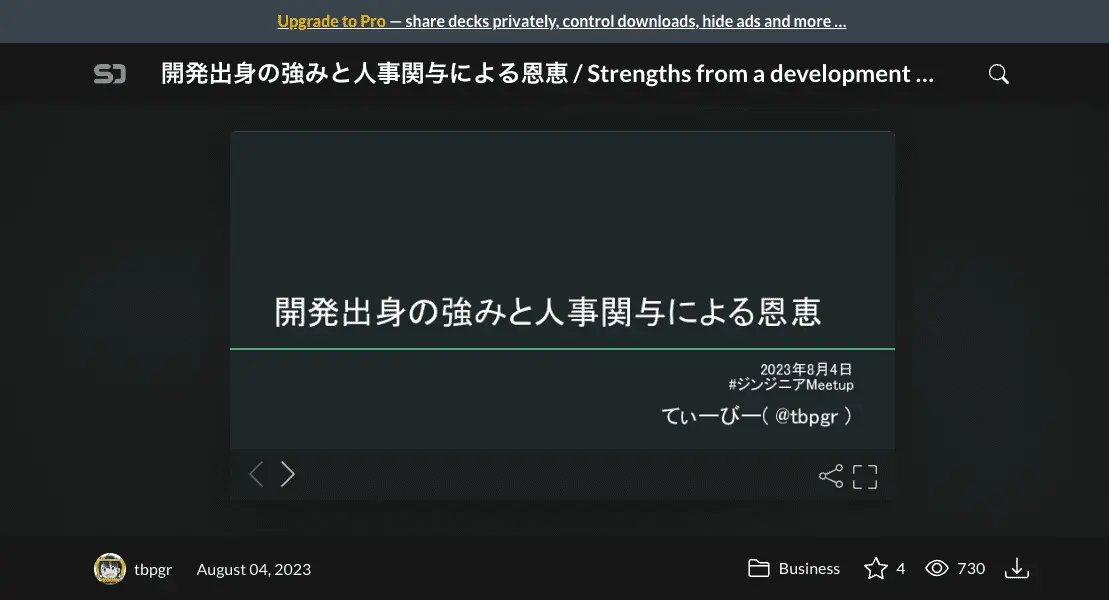 Upgrade to Pro — share decks privately, control downloads, hide ads and more …
開発出身の強みと人事関与による恩恵 / Strengths from a development ...
開発出身の強みと人事関与による恩恵
2023年8月4日
#ジンジニアMeetup
てぃーびー( @tbpgr )
tbpgr August 04, 2023 Business 4 730